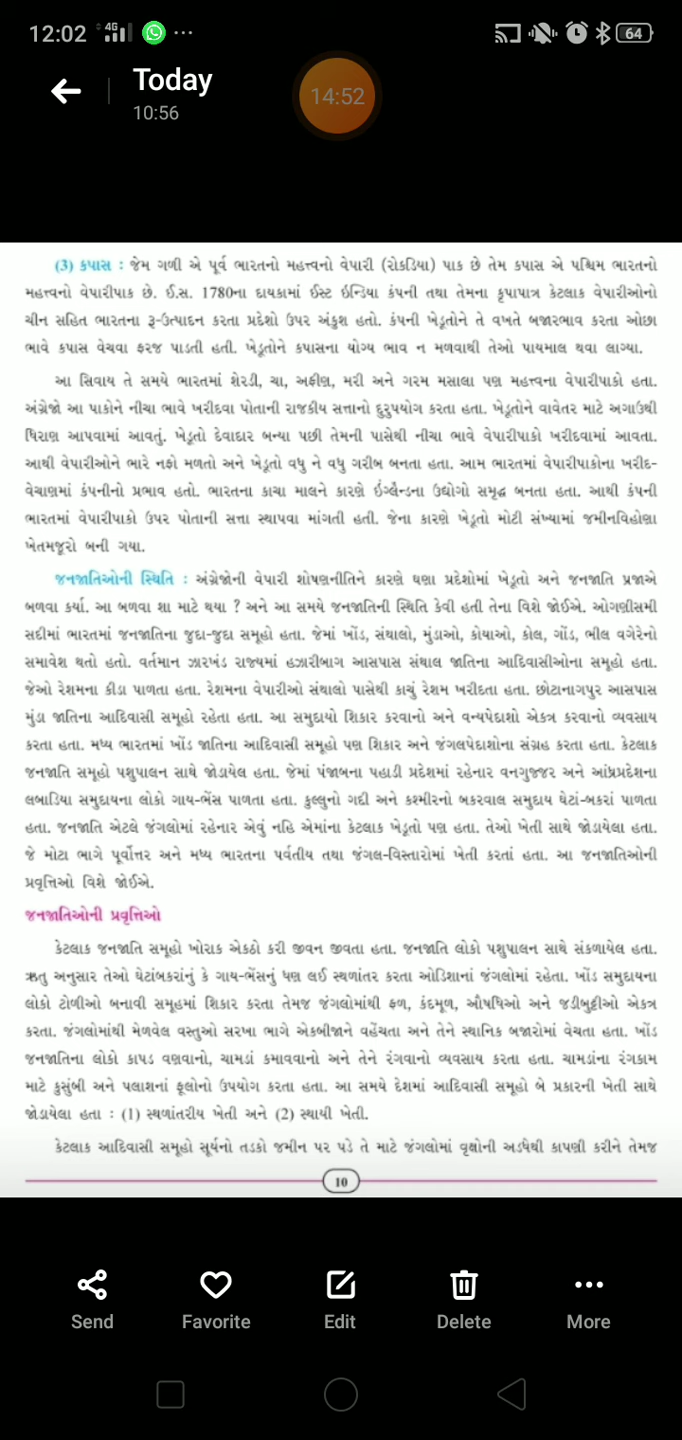 12:02 4G 64
Today
10:56
14:52
(3) કપાસ : જેમ ગળી એ પૂર્વ ભારતનો મહત્ત્વનો વેપારી (રોકડિયા) પાક છે તેમ કપાસ એ પશ્ચિમ ભારતનો
મહત્ત્વનો વેપારીપાક છે. ઈ.સ. 1780ના દાયકામાં ઈસ્ટ ઇન્ડિયા કંપની તથા તેમના કૃપાપાત્ર કેટલાક વેપારીઓનો
ચીન સહિત ભારતના રૂ-ઉત્પાદન કરતા પ્રદેશો ઉપર અંકુશ હતો. કંપની ખેડૂતોને તે વખતે બજારભાવ કરતા ઓછા
ભાવે કપાસ વેચવા ફરજ પાડતી હતી. ખેડૂતોને કપાસના યોગ્ય ભાવ ન મળવાથી તેઓ પાયમાલ થવા લાગ્યા.
આ સિવાય તે સમયે ભારતમાં શેરડી, ચા, અફીણ, મરી અને ગરમ મસાલા પણ મહત્ત્વના વેપારીપાકો હતા.
અંગ્રેજો આ પાકોને નીચા ભાવે ખરીદવા પોતાની રાજકીય સત્તાનો દુરુપયોગ કરતા હતા. ખેડૂતોને વાવેતર માટે અગાઉથી
ધિરાણ આપવામાં આવતું. ખેડૂતો દેવાદાર બન્યા પછી તેમની પાસેથી નીચા ભાવે વેપારીપાકો ખરીદવામાં આવતા.
આથી વેપારીઓને ભારે નફો મળતો અને ખેડૂતો વધુ ને વધુ ગરીબ બનતા હતા. આમ ભારતમાં વેપારીપાકોના ખરીદ-
વેચાણમાં કંપનીનો પ્રભાવ હતો. ભારતના કાચા માલને કારણે ઇંગ્લૅન્ડના ઉદ્યોગો સમૃદ્ધ બનતા હતા. આથી કંપની
ભારતમાં વેપારીપાકો ઉપર પોતાની સત્તા સ્થાપવા માંગતી હતી. જેના કારણે ખેડૂતો મોટી સંખ્યામાં જમીનવિહોણા
ખેતમજૂરો બની ગયા.
જનજાતિઓની સ્થિતિ : અંગ્રેજોની વેપારી શોષણનીતિને કારણે ઘણા પ્રદેશોમાં ખેડૂતો અને જનજાતિ પ્રજાએ
બળવા કર્યા. આ બળવા શા માટે થયા ? અને આ સમયે જનજાતિની સ્થિતિ કેવી હતી તેના વિશે જોઈએ. ઓગણીસમી
સદીમાં ભારતમાં જનજાતિના જુદા-જુદા સમૂહો હતા. જેમાં ખોંડ, સંથાલો, મુંડાઓ, કોયાઓ, કોલ, ગોંડ, ભીલ વગેરેનો
સમાવેશ થતો હતો. વર્તમાન ઝારખંડ રાજ્યમાં હઝારીબાગ આસપાસ સંથાલ જાતિના આદિવાસીઓના સમૂહો હતા.
જેઓ રેશમના કીડા પાળતા હતા. રેશમના વેપારીઓ સંથાલો પાસેથી કાચું રેશમ ખરીદતા હતા. છોટાનાગપુર આસપાસ
મુંડા જાતિના આદિવાસી સમૂહો રહેતા હતા. આ સમુદાયો શિકાર કરવાનો અને વન્યપેદાશો એકત્ર કરવાનો વ્યવસાય
કરતા હતા. મધ્ય ભારતમાં ખોંડ જાતિના આદિવાસી સમૂહો પણ શિકાર અને જંગલપેદાશોના સંગ્રહ કરતા હતા. કેટલાક
જનજાતિ સમૂહો પશુપાલન સાથે જોડાયેલ હતા. જેમાં પંજાબના પહાડી પ્રદેશમાં રહેનાર વનગુજ્જર અને આંધ્રપ્રદેશના
લબાડિયા સમુદાયના લોકો ગાય-ભેંસ પાળતા હતા. કુલ્લુનો ગદ્દી અને કશ્મીરનો બકરવાલ સમુદાય ઘેટાં-બકરાં પાળતા
હતા. જનજાતિ એટલે જંગલોમાં રહેનાર એવું નહિ એમાંના કેટલાક ખેડૂતો પણ હતા. તેઓ ખેતી સાથે જોડાયેલા હતા.
જે મોટા ભાગે પૂર્વોત્તર અને મધ્ય ભારતના પર્વતીય તથા જંગલ-વિસ્તારોમાં ખેતી કરતાં હતા. આ જનજાતિઓની
પ્રવૃત્તિઓ વિશે જોઈએ.
જનજાતિઓની પ્રવૃત્તિઓ
કેટલાક જનજાતિ સમૂહો ખોરાક એકઠો કરી જીવન જીવતા હતા. જનજાતિ લોકો પશુપાલન સાથે સંકળાયેલ હતા.
ઋતુ અનુસાર તેઓ ઘેટાંબકરાંનું કે ગાય-ભેંસનું ધણ લઈ સ્થળાંતર કરતા ઓડિશાનાં જંગલોમાં રહેતા. ખોંડ સમુદાયના
લોકો ટોળીઓ બનાવી સમૂહમાં શિકાર કરતા તેમજ જંગલોમાંથી ફળ, કંદમૂળ, ઔષધિઓ અને જડીબુટ્ટીઓ એકત્ર
કરતા. જંગલોમાંથી મેળવેલ વસ્તુઓ સરખા ભાગે એકબીજાને વહેંચતા અને તેને સ્થાનિક બજારોમાં વેચતા હતા. ખોંડ
જનજાતિના લોકો કાપડ વણવાનો, ચામડાં કમાવવાનો અને તેને રંગવાનો વ્યવસાય કરતા હતા. ચામડાંના રંગકામ
માટે કુસુંબી અને પલાશનાં ફૂલોનો ઉપયોગ કરતા હતા. આ સમયે દેશમાં આદિવાસી સમૂહો બે પ્રકારની ખેતી સાથે
જોડાયેલા હતા : (1) સ્થળાંતરીય ખેતી અને (2) સ્થાયી ખેતી.
કેટલાક આદિવાસી સમૂહો સૂર્યનો તડકો જમીન પર પડે તે માટે જંગલોમાં વૃક્ષોની અડધેથી કાપણી કરીને તેમજ
10
Send Favorite Edit Delete More